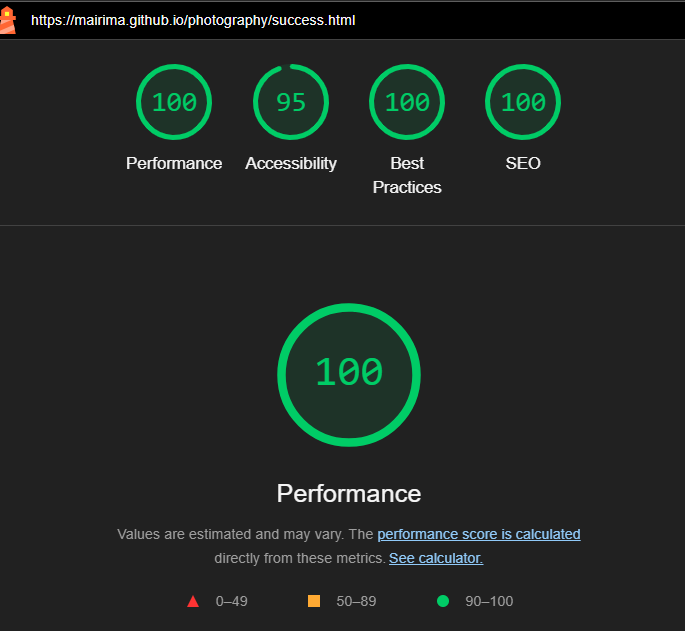 https://mairima.github.io/photography/success.html
100 95 100 100
Performance Accessibility Best Practices SEO
100
Performance
Values are estimated and may vary. The performance score is calculated
directly from these metrics. See calculator.
0–49 50–89 90–100